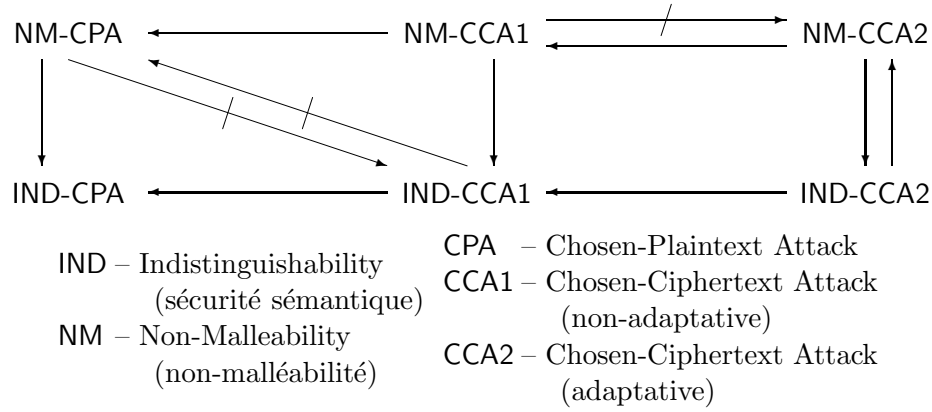 NM-CPA NM-CCA1 NM-CCA2
IND-CPA IND-CCA1 IND-CCA2
IND – Indistinguishability
(sécurité sémantique)
NM – Non-Malleability
(non-malléabilité)
CPA – Chosen-Plaintext Attack
CCA1 – Chosen-Ciphertext Attack
(non-adaptative)
CCA2 – Chosen-Ciphertext Attack
(adaptative)